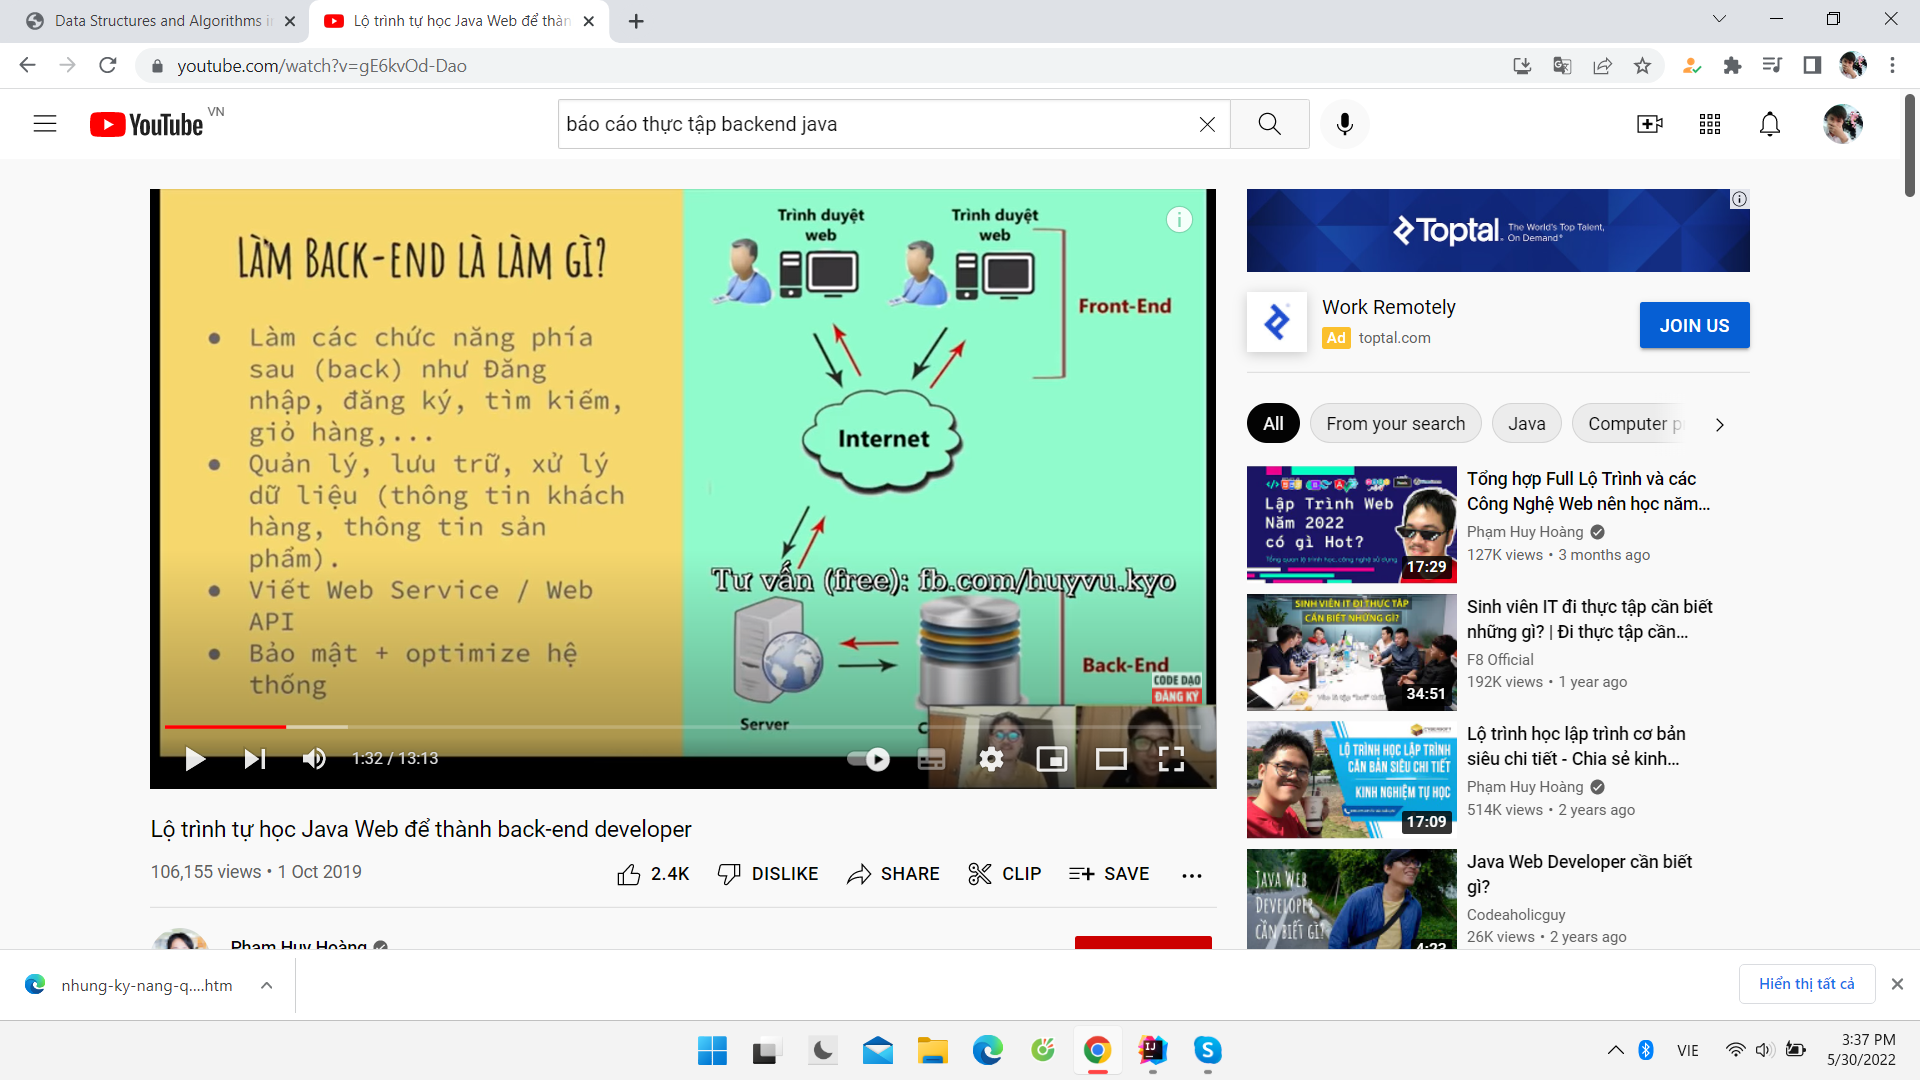 Data Structures and Algorithms i
Lộ trình tự học Java Web để thàn
youtube.com/watch?v=gE6kvOd-Dao
YouTube VN
báo cáo thực tập backend java
LÀM BACK-END LÀ LÀM GÌ?
Làm các chức năng phía
sau (back) như Đăng
nhập, đăng ký, tìm kiếm,
giỏ hàng,...
Quản lý, lưu trữ, xử lý
dữ liệu (thông tin khách
hàng, thông tin sản
phẩm).
Viết Web Service / Web
API
Bảo mật + optimize hệ
thống
Trình duyệt
web
Trình duyệt
web
Front-End
Internet
Tư vấn (free): fb.com/huyvu.kyo
Back-End
CODE DẠO
ĐĂNG KÝ
Server
1:32 / 13:13
Lộ trình tự học Java Web để thành back-end developer
106,155 views • 1 Oct 2019
2.4K DISLIKE SHARE CLIP SAVE
Phạm Huy Hoàng
Toptal. The World's Top Talent,
On Demand
Work Remotely
Ad toptal.com
JOIN US
All From your search Java Computer p
Lập Trình Web
Năm 2022
có gì Hot?
Tổng quan lộ trình học, công nghệ sử dụng
17:29
Tổng hợp Full Lộ Trình và các
Công Nghệ Web nên học năm...
Phạm Huy Hoàng
127K views • 3 months ago
SINH VIÊN IT ĐI THỰC TẬP
CẦN BIẾT NHỮNG GÌ?
34:51
Sinh viên IT đi thực tập cần biết
những gì? | Đi thực tập cần...
F8 Official
192K views • 1 year ago
LỘ TRÌNH HỌC LẬP TRÌNH
CĂN BẢN SIÊU CHI TIẾT
KINH NGHIỆM TỰ HỌC
17:09
Lộ trình học lập trình cơ bản
siêu chi tiết - Chia sẻ kinh...
Phạm Huy Hoàng
514K views • 2 years ago
JAVA WEB
DEVELOPER
CẦN BIẾT GÌ?
4:23
Java Web Developer cần biết
gì?
Codeaholicguy
26K views • 2 years ago
nhung-ky-nang-q....htm
Hiển thị tất cả
VIE
3:37 PM
5/30/2022